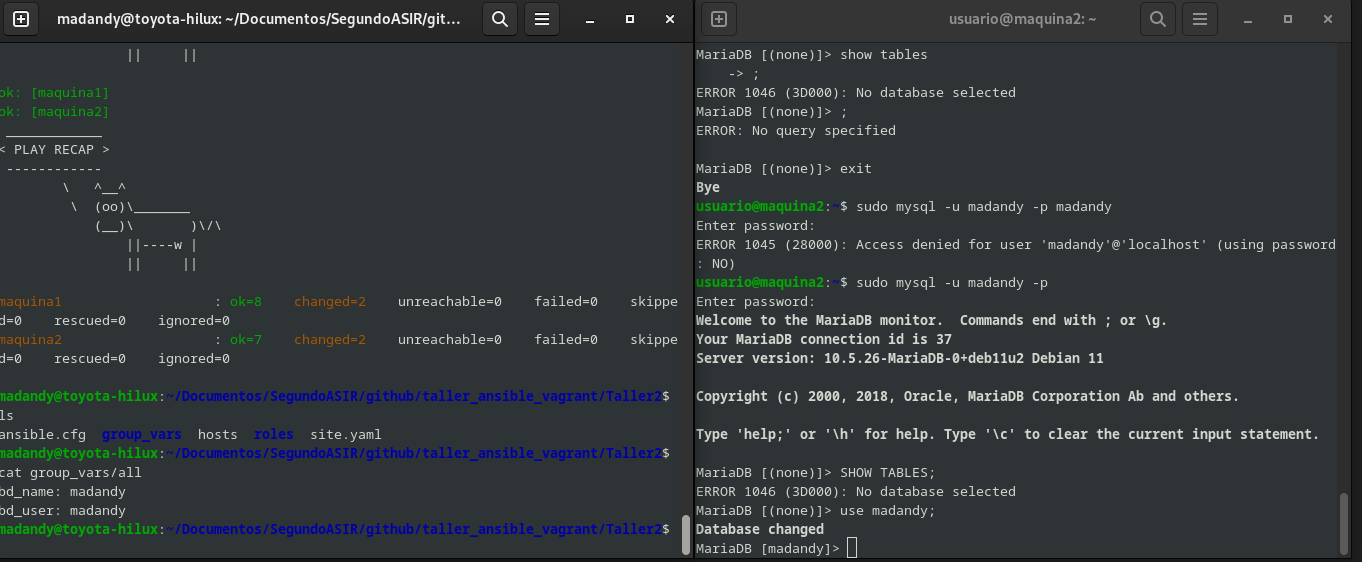 madandy@toyota-hilux: ~/Documentos/SegundoASIR/git...
||     ||
ok: [maquina1]
ok: [maquina2]
 ____________
< PLAY RECAP >
 ------------
        \   ^__^
         \  (oo)\_______
            (__)\       )\/\
                ||----w |
                ||     ||
maquina1                   : ok=8    changed=2    unreachable=0    failed=0    skippe
d=0    rescued=0    ignored=0
maquina2                   : ok=7    changed=2    unreachable=0    failed=0    skippe
d=0    rescued=0    ignored=0
madandy@toyota-hilux:~/Documentos/SegundoASIR/github/taller_ansible_vagrant/Taller2$
ls
ansible.cfg  group_vars  hosts  roles  site.yaml
madandy@toyota-hilux:~/Documentos/SegundoASIR/github/taller_ansible_vagrant/Taller2$
cat group_vars/all
bd_name: madandy
bd_user: madandy
madandy@toyota-hilux:~/Documentos/SegundoASIR/github/taller_ansible_vagrant/Taller2$
usuario@maquina2: ~
MariaDB [(none)]> show tables
    -> ;
ERROR 1046 (3D000): No database selected
MariaDB [(none)]> ;
ERROR: No query specified
MariaDB [(none)]> exit
Bye
usuario@maquina2:~$ sudo mysql -u madandy -p madandy
Enter password:
ERROR 1045 (28000): Access denied for user 'madandy'@'localhost' (using password
: NO)
usuario@maquina2:~$ sudo mysql -u madandy -p
Enter password:
Welcome to the MariaDB monitor.  Commands end with ; or \g.
Your MariaDB connection id is 37
Server version: 10.5.26-MariaDB-0+deb11u2 Debian 11
Copyright (c) 2000, 2018, Oracle, MariaDB Corporation Ab and others.
Type 'help;' or '\h' for help. Type '\c' to clear the current input statement.
MariaDB [(none)]> SHOW TABLES;
ERROR 1046 (3D000): No database selected
MariaDB [(none)]> use madandy;
Database changed
MariaDB [madandy]>